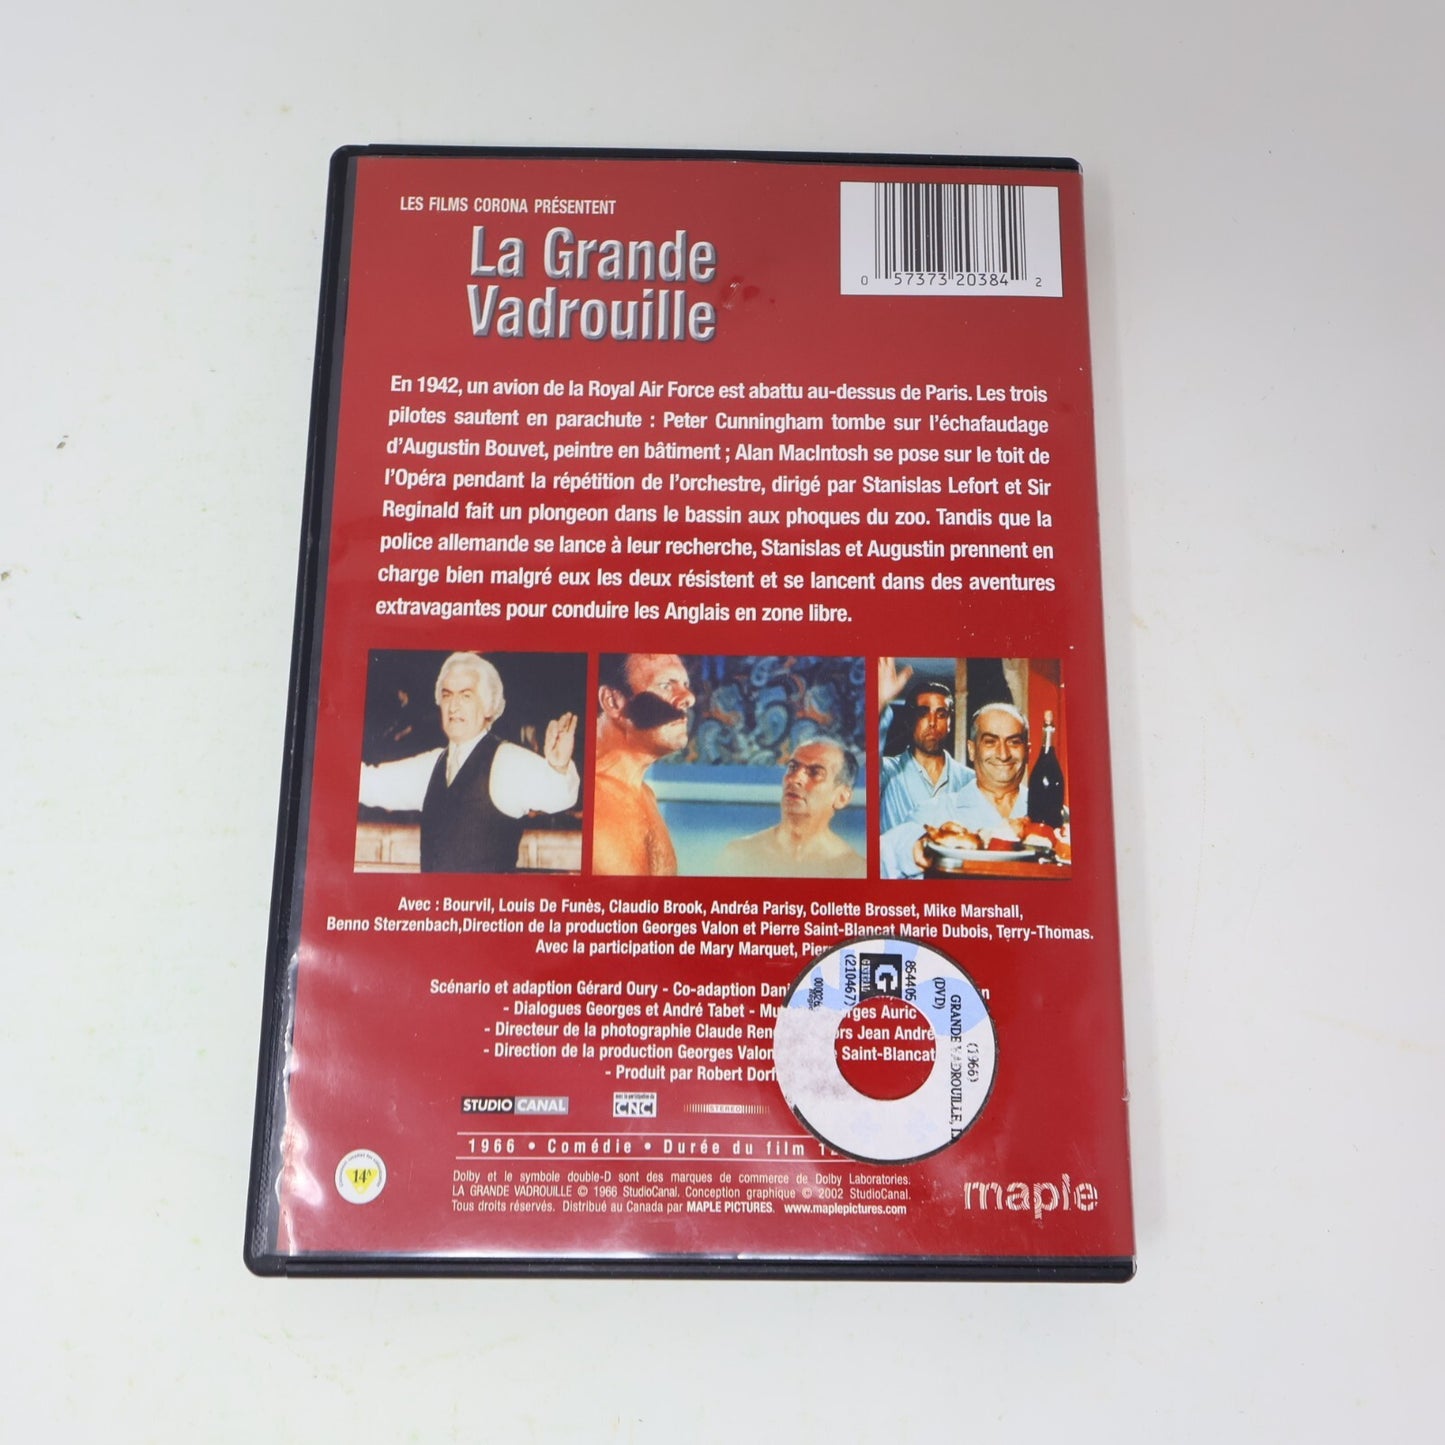 LES FILMS CORONA PRÉSENTENT
La Grande
Vadrouille
0 57373 20384 2
En 1942, un avion de la Royal Air Force est abattu au-dessus de Paris. Les trois
pilotes sautent en parachute : Peter Cunningham tombe sur l'échafaudage
d'Augustin Bouvet, peintre en bâtiment ; Alan MacIntosh se pose sur le toit de
l'Opéra pendant la répétition de l'orchestre, dirigé par Stanislas Lefort et Sir
Reginald fait un plongeon dans le bassin aux phoques du zoo. Tandis que la
police allemande se lance à leur recherche, Stanislas et Augustin prennent en
charge bien malgré eux les deux résistent et se lancent dans des aventures
extravagantes pour conduire les Anglais en zone libre.
Avec : Bourvil, Louis De Funès, Claudio Brook, Andréa Parisy, Collette Brosset, Mike Marshall,
Benno Sterzenbach,Direction de la production Georges Valon et Pierre Saint-Blancat Marie Dubois, Terry-Thomas.
Avec la participation de Mary Marquet,
Scénario et adaption Gérard Oury - Co-adaption
- Dialogues Georges et André Tabet - Auric
- Directeur de la photographie Claude Jean André
- Direction de la production Georges Valon Saint-Blancat
- Produit par Robert
G
GENERAL
864405
(210467)
(DVD)
GRANDE VADROUILLE,
(1966)
STUDIO CANAL
CNC
STEREO
1966 • Comédie • Durée du film
14A
Dolby et le symbole double-D sont des marques de commerce de Dolby Laboratories.
LA GRANDE VADROUILLE © 1966 StudioCanal. Conception graphique © 2002 StudioCanal.
Tous droits réservés. Distribué au Canada par MAPLE PICTURES. www.maplepictures.com
maple